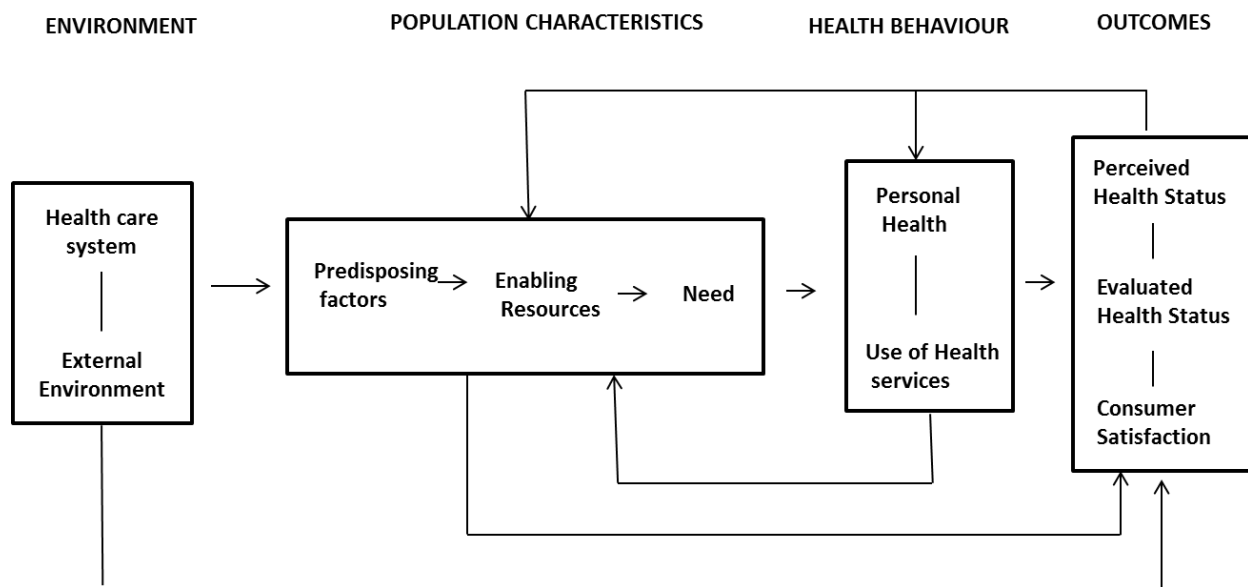 ENVIRONMENT
POPULATION CHARACTERISTICS
HEALTH BEHAVIOUR
OUTCOMES
Health care
system
External
Environment
Predisposing
factors
Enabling
Resources
Need
Personal
Health
Use of Health
services
Perceived
Health Status
Evaluated
Health Status
Consumer
Satisfaction